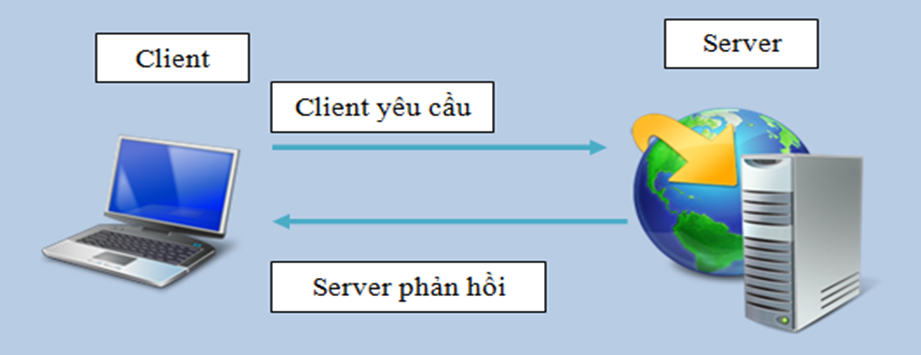 Client
Server
Client yêu cầu
Server phản hồi